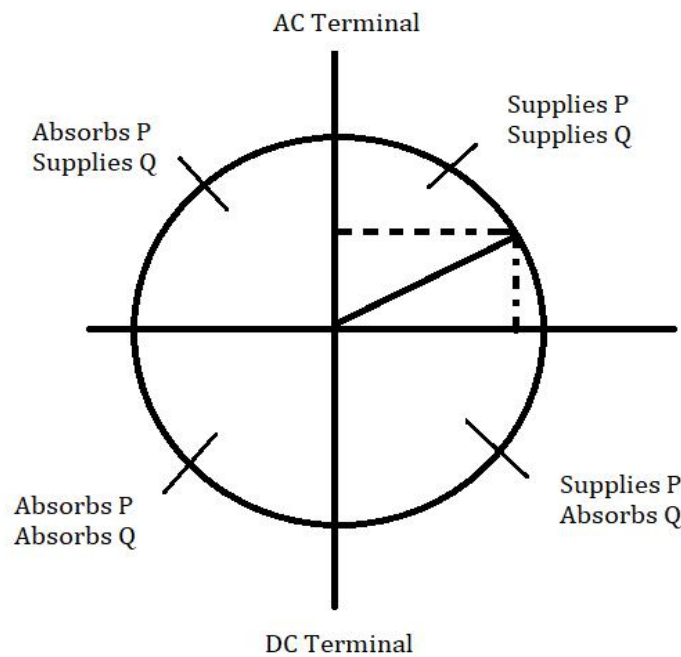 AC Terminal
Absorbs P
Supplies Q
Supplies P
Supplies Q
Absorbs P
Absorbs Q
Supplies P
Absorbs Q
DC Terminal